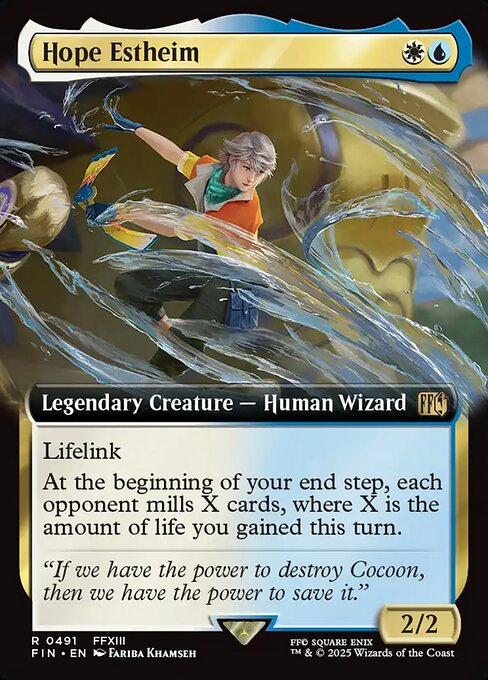 Hope Estheim
Legendary Creature — Human Wizard
Lifelink
At the beginning of your end step, each
opponent mills X cards, where X is the
amount of life you gained this turn.
“If we have the power to destroy Cocoon,
then we have the power to save it.”
2/2
R 0491 FFXIII
FIN • EN Fariba Khamseh
FF© SQUARE ENIX
™ & © 2025 Wizards of the Coast